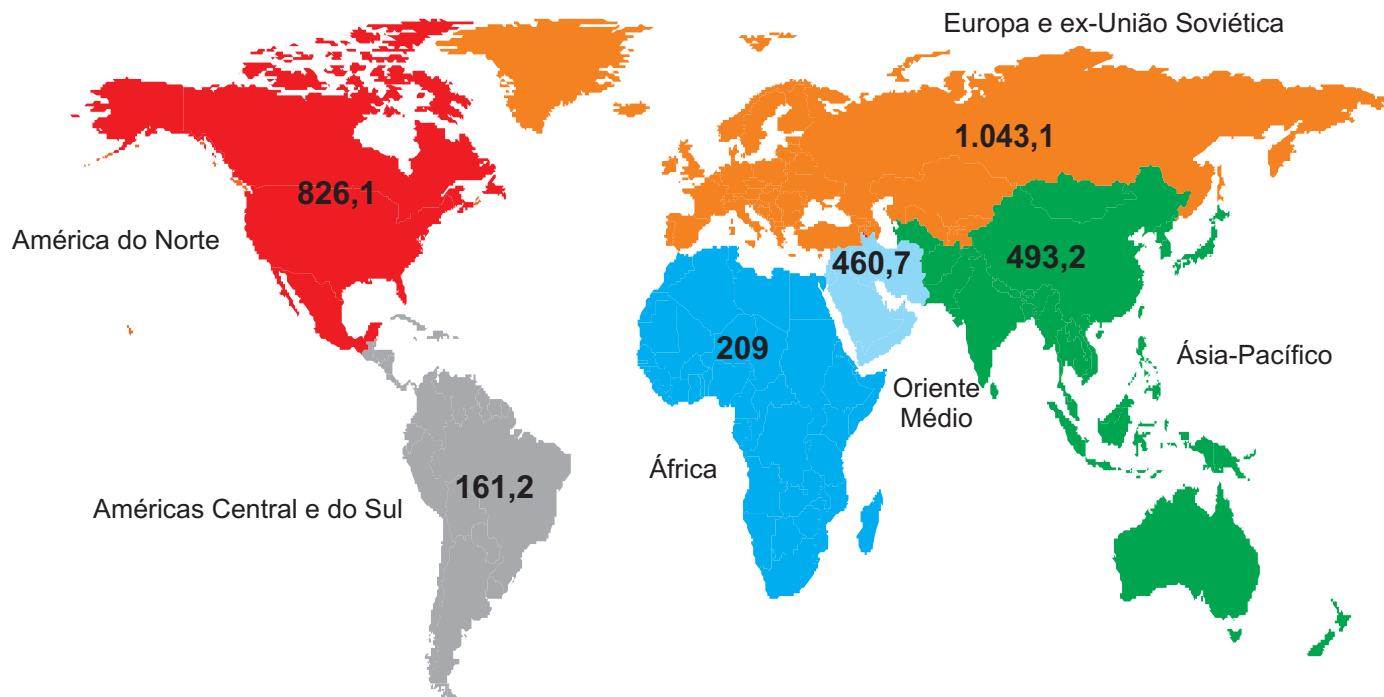 Europa e ex-União Soviética
1.043,1
826,1
América do Norte
460,7
493,2
209
Ásia-Pacífico
Oriente
Médio
África
161,2
Américas Central e do Sul